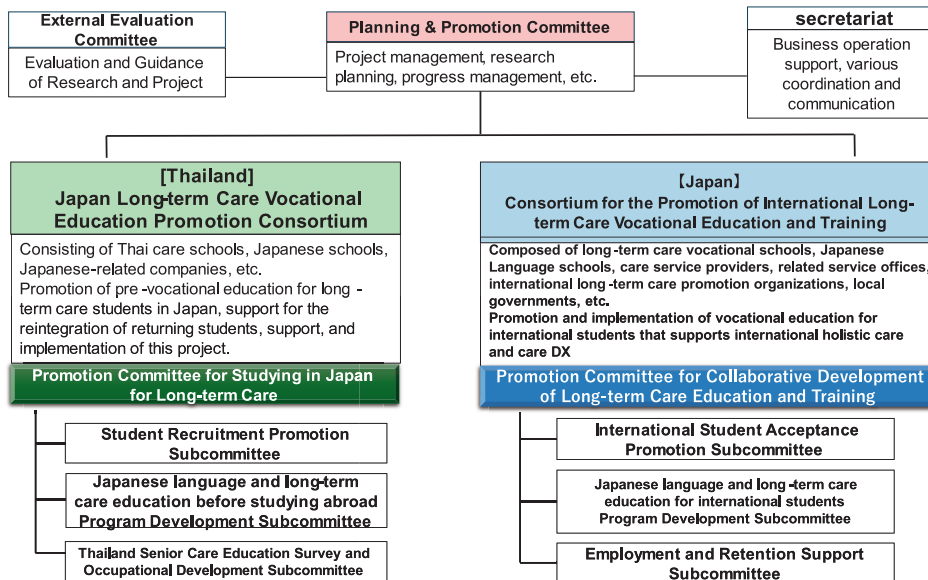 External Evaluation
Committee
Evaluation and Guidance
of Research and Project
Planning & Promotion Committee
Project management, research
planning, progress management, etc.
secretariat
Business operation
support, various
coordination and
communication
[Thailand]
Japan Long-term Care Vocational
Education Promotion Consortium
Consisting of Thai care schools, Japanese schools,
Japanese-related companies, etc.
Promotion of pre -vocational education for long -
term care students in Japan, support for the
reintegration of returning students, support, and
implementation of this project.
Promotion Committee for Studying in Japan
for Long-term Care
Student Recruitment Promotion
Subcommittee
Japanese language and long-term
care education before studying abroad
Program Development Subcommittee
Thailand Senior Care Education Survey and
Occupational Development Subcommittee
【Japan】
Consortium for the Promotion of International Long-
term Care Vocational Education and Training
Composed of long-term care vocational schools, Japanese
Language schools, care service providers, related service offices,
international long-term care promotion organizations, local
governments, etc.
Promotion and implementation of vocational education for
international students that supports international holistic care
and care DX
Promotion Committee for Collaborative Development
of Long-term Care Education and Training
International Student Acceptance
Promotion Subcommittee
Japanese language and long -term care
education for international students
Program Development Subcommittee
Employment and Retention Support
Subcommittee